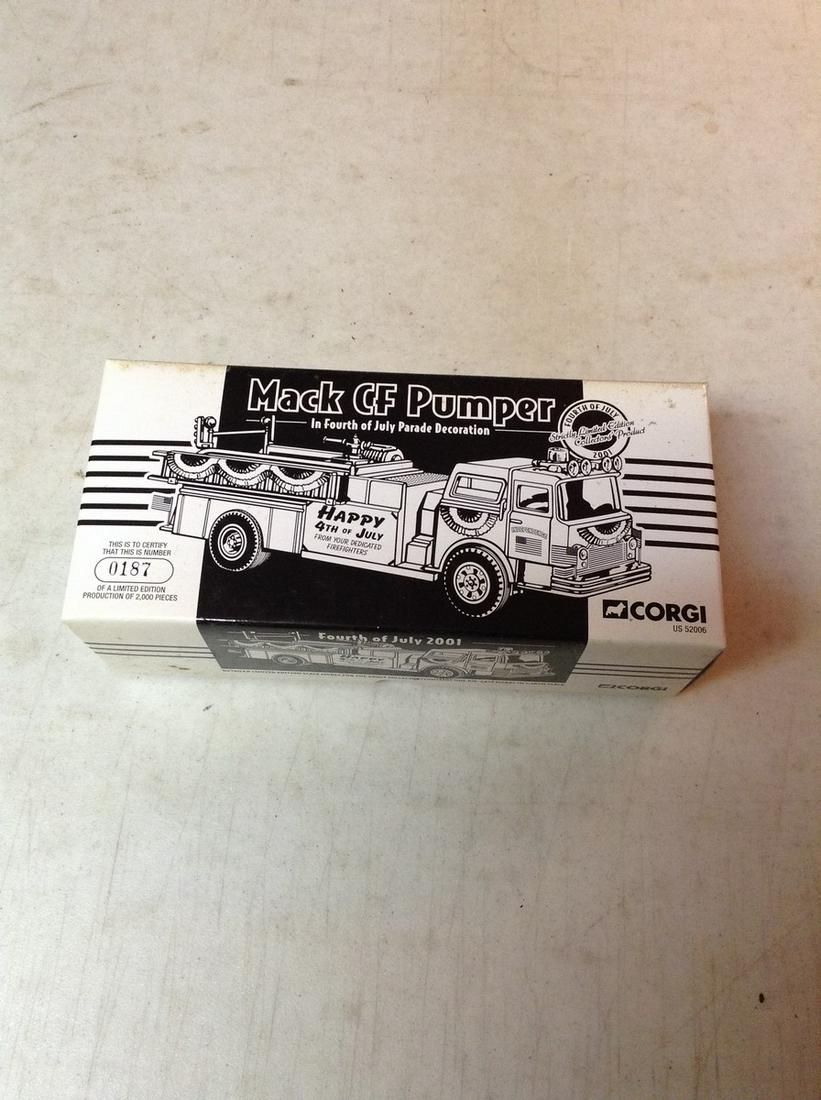 Mack CF Pumper
In Fourth of July Parade Decoration
FOURTH OF JULY
Strictly Limited Edition
Collectors' Product
2001
HAPPY
4TH OF JULY
FROM YOUR DEDICATED
FIREFIGHTERS
INDEPENDENCE
THIS IS TO CERTIFY
THAT THIS IS NUMBER
0187
OF A LIMITED EDITION
PRODUCTION OF 2,000 PIECES
CORGI
US 52006
Fourth of July 2001
HAPPY
CORGI